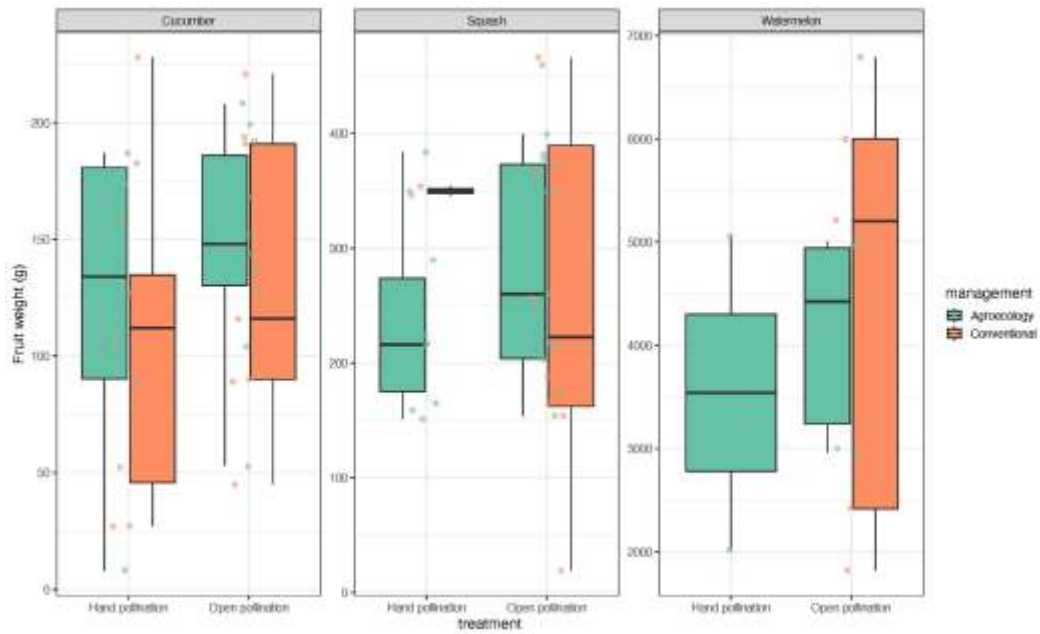 Cucumber
Squash
Watermelon
Fruit weight (g)
200
150
100
50
0
400
300
200
100
0
7000
6000
5000
4000
3000
2000
Hand pollination
Open pollination
Hand pollination
Open pollination
Hand pollination
Open pollination
treatment
management
Agroecology
Conventional